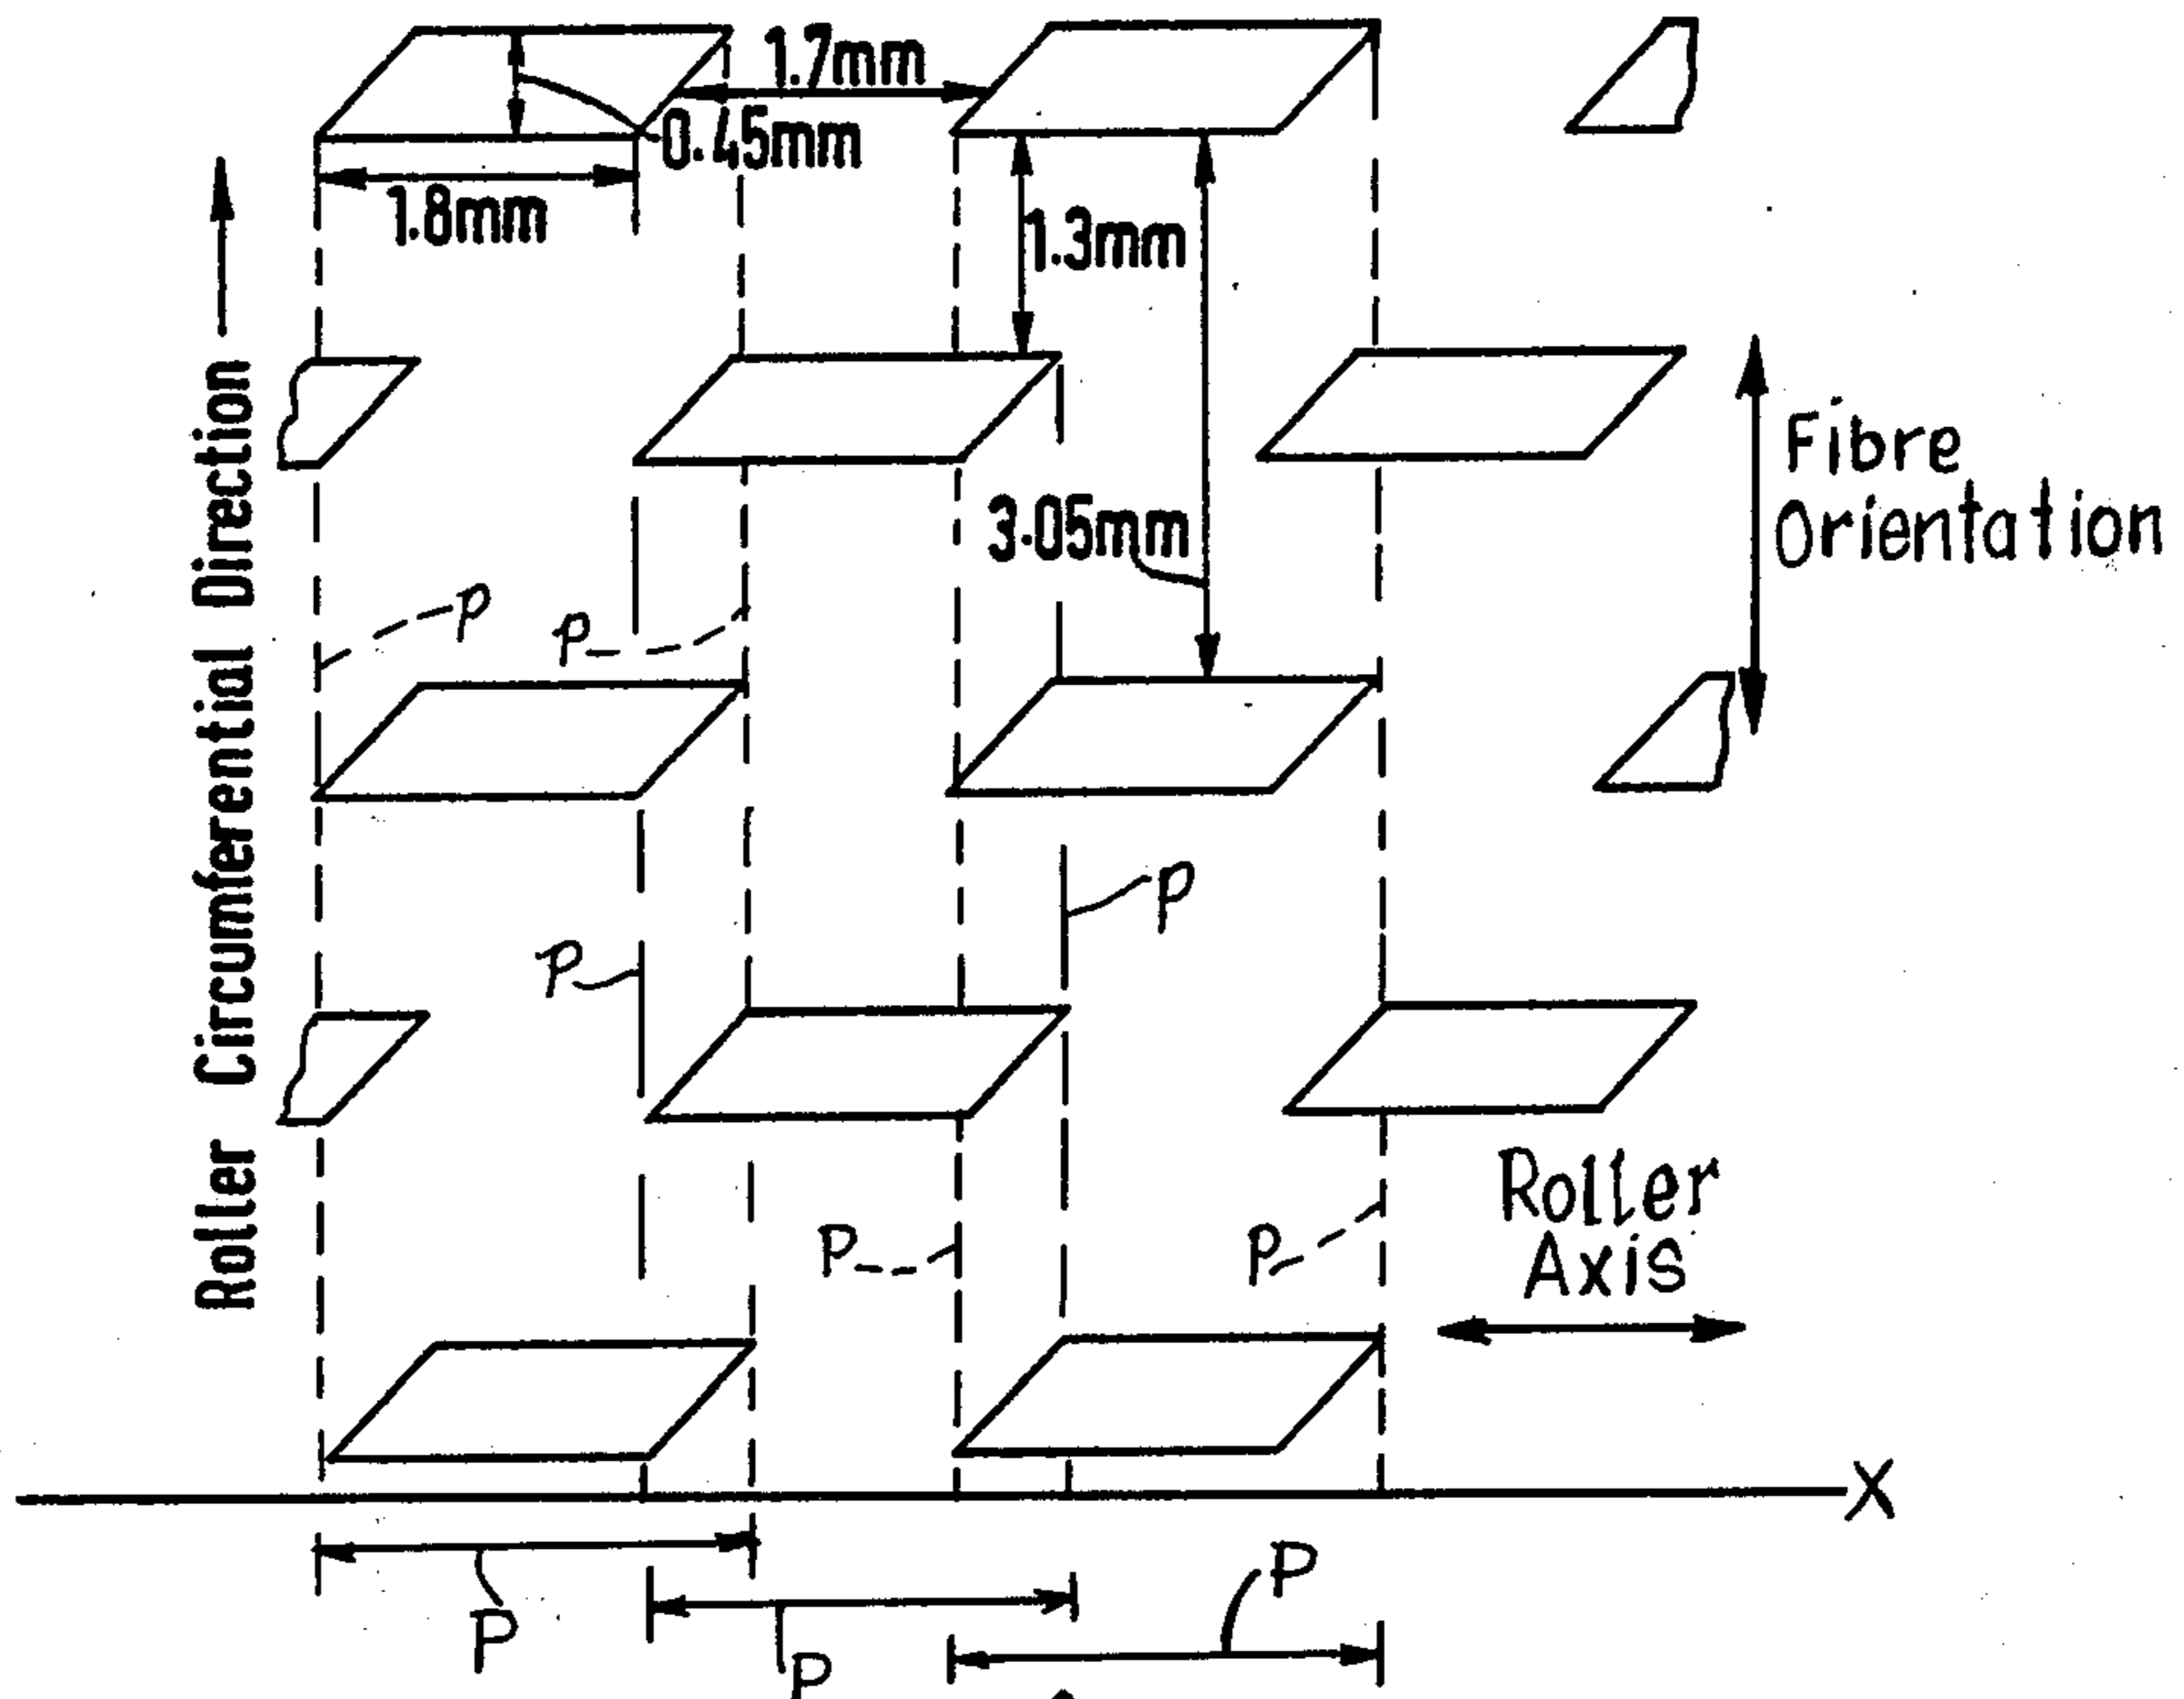 1.7mm
0.45mm
1.8mm
1.3mm
Roller Circumferential Direction
Fibre
Orientation
3.05mm
p
p
p
p
Roller
Axis
p
p
X
P
P
P